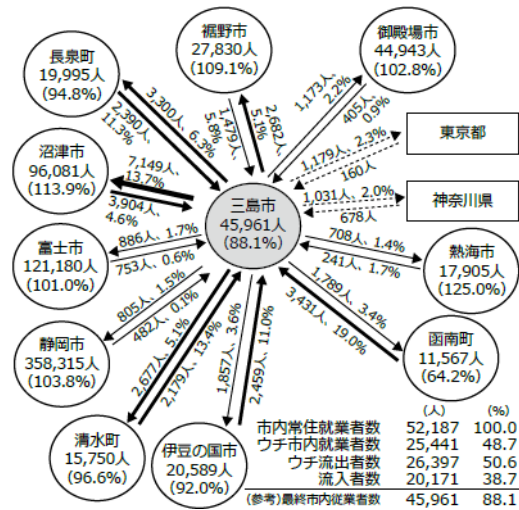 裾野市
27,830人
(109.1%)
御殿場市
44,943人
(102.8%)
長泉町
19,995人
(94.8%)
3,300人、6.3%
2,390人、
11.3%
1,479人、
5.8%
2,682人、
5.1%
1,173人、
2.2%
405人、
0.9%
東京都
1,179人、2.3%
160人
沼津市
96,081人
(113.9%)
7,149人、
13.7%
3,904人、
4.6%
三島市
45,961人
(88.1%)
神奈川県
1,031人、2.0%
678人
富士市
121,180人
(101.0%)
886人、1.7%
753人、0.6%
708人、1.4%
241人、1.7%
熱海市
17,905人
(125.0%)
静岡市
358,315人
(103.8%)
805人、1.5%
482人、0.1%
1,789人、3.4%
3,431人、19.0%
函南町
11,567人
(64.2%)
清水町
15,750人
(96.6%)
2,677人、5.1%
2,179人、13.4%
伊豆の国市
20,589人
(92.0%)
1,857人、3.6%
2,459人、11.0%
(人) (%)
市内常住就業者数 52,187 100.0
ウチ市内就業者数 25,441 48.7
ウチ流出者数 26,397 50.6
流入者数 20,171 38.7
(参考)最終市内従業者数 45,961 88.1